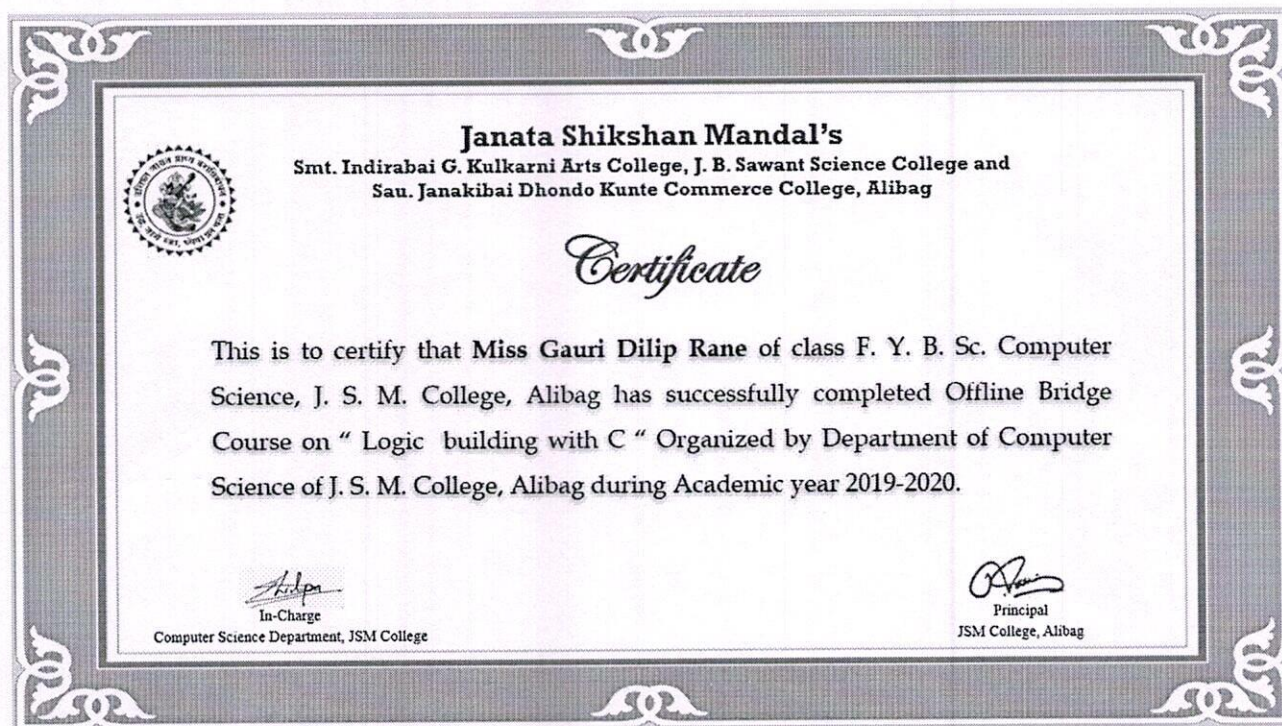 Janata Shikshan Mandal's
Smt. Indirabai G. Kulkarni Arts College, J. B. Sawant Science College and
Sau. Janakibai Dhondo Kunte Commerce College, Alibag
Certificate
This is to certify that Miss Gauri Dilip Rane of class F. Y. B. Sc. Computer
Science, J. S. M. College, Alibag has successfully completed Offline Bridge
Course on “ Logic building with C “ Organized by Department of Computer
Science of J. S. M. College, Alibag during Academic year 2019-2020.
In-Charge
Computer Science Department, JSM College
Principal
JSM College, Alibag